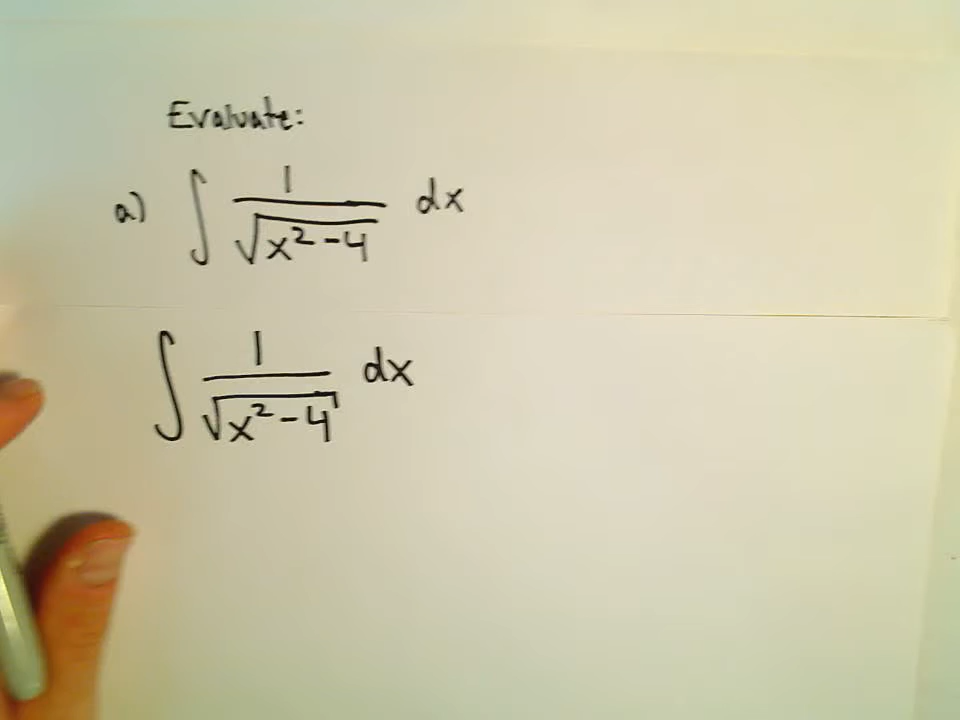 Evaluate:
a) ∫ 1/√(x² - 4) dx
∫ 1/√(x² - 4) dx